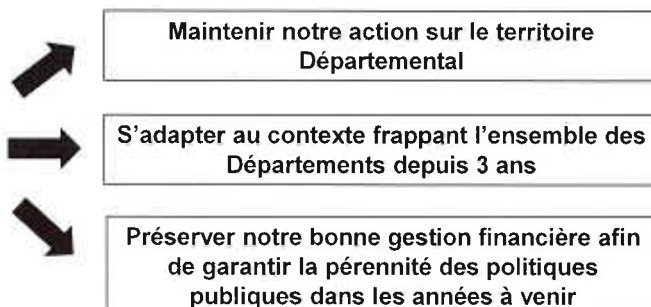 Maintenir notre action sur le territoire
Départemental
S'adapter au contexte frappant l'ensemble des
Départements depuis 3 ans
Préserver notre bonne gestion financière afin
de garantir la pérennité des politiques
publiques dans les années à venir